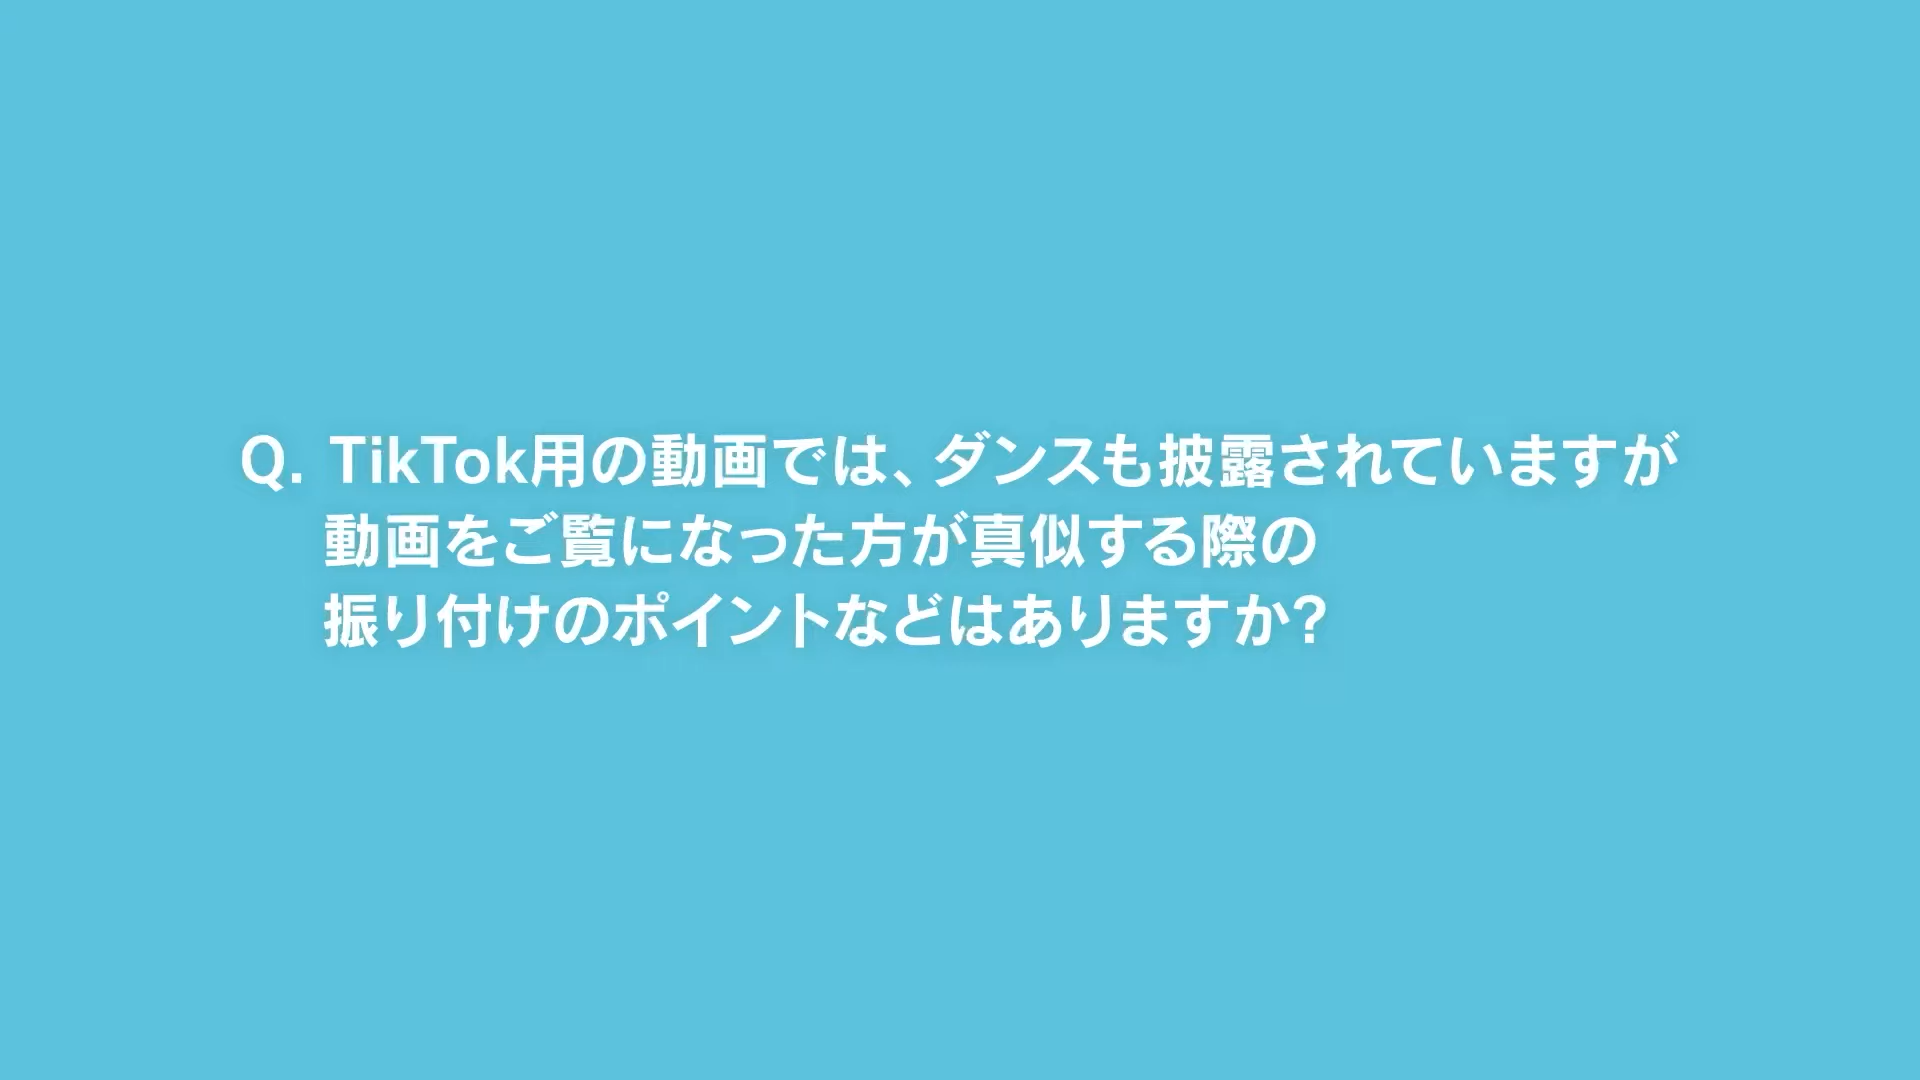 Q. TikTok用の動画では、ダンスも披露されていますが
動画をご覧になった方が真似する際の
振り付けのポイントなどはありますか?